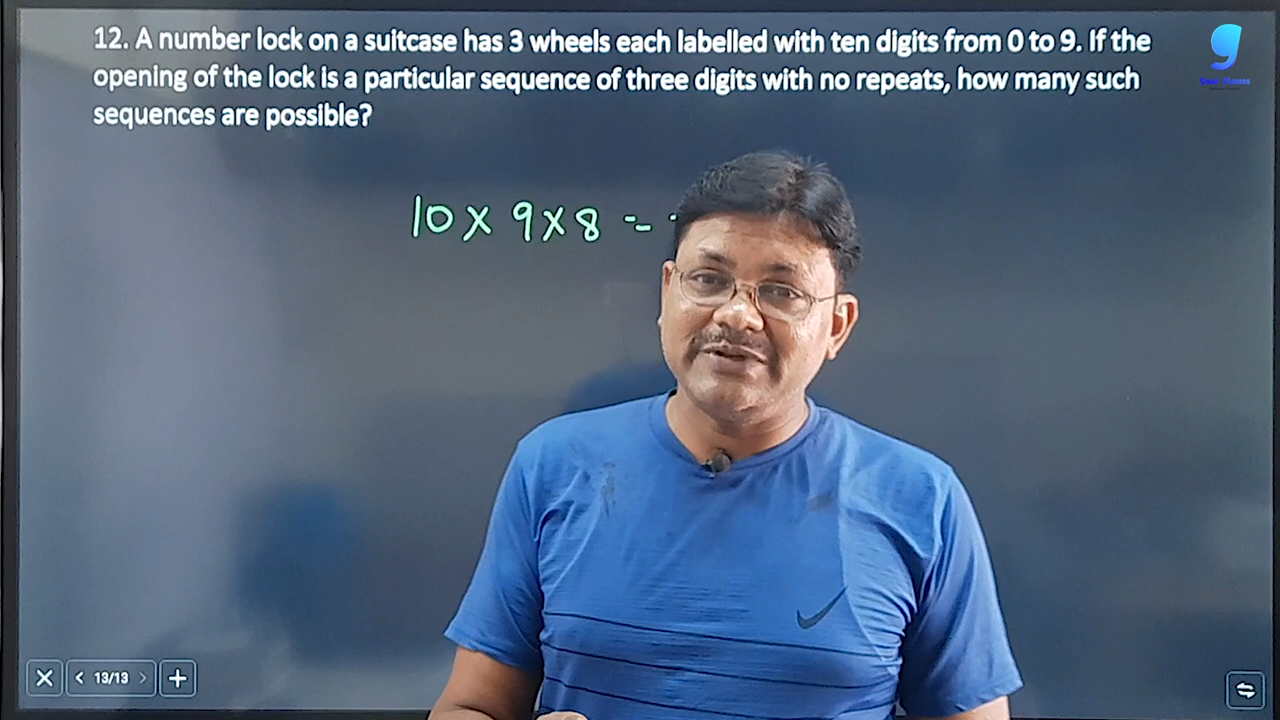 12. A number lock on a suitcase has 3 wheels each labelled with ten digits from 0 to 9. If the
opening of the lock is a particular sequence of three digits with no repeats, how many such
sequences are possible?
10 x 9 x 8 =
13/13